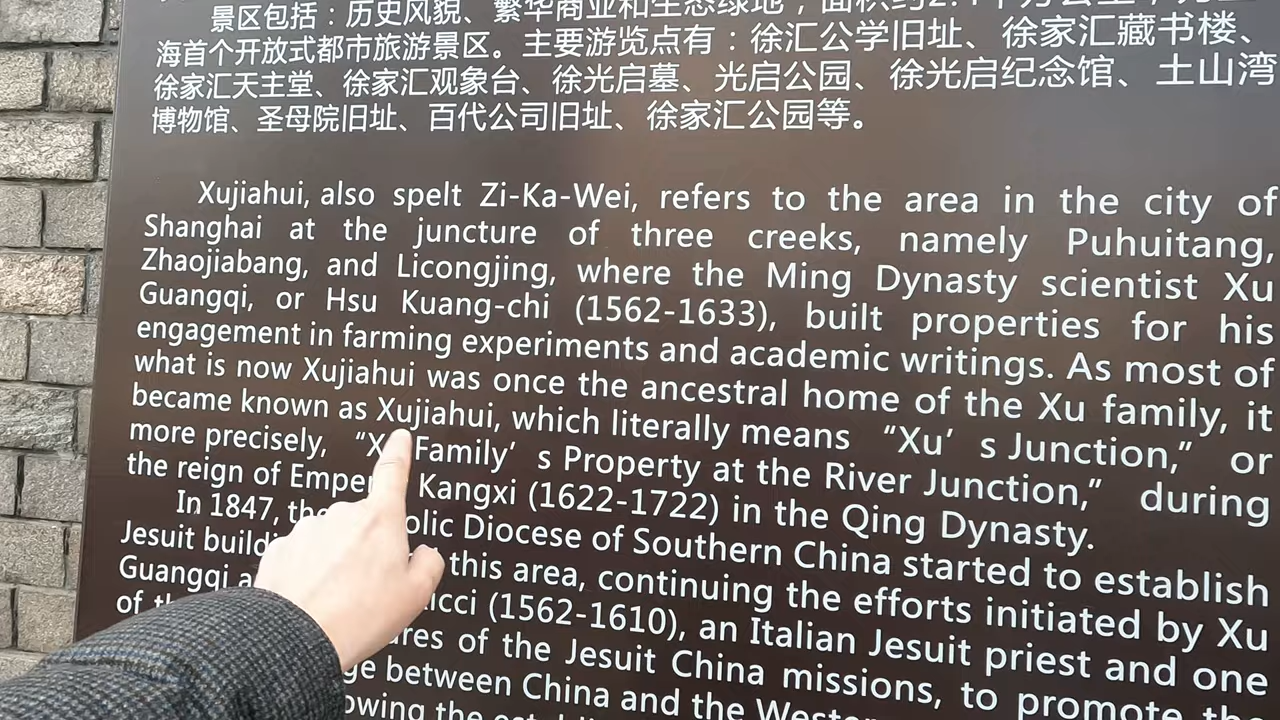 景区包括：历史风貌、繁华商业和生态绿地，面积约2.4平方公里，
海首个开放式都市旅游景区。主要游览点有：徐汇公学旧址、徐家汇藏书楼、
徐家汇天主堂、徐家汇观象台、徐光启墓、光启公园、徐光启纪念馆、土山湾
博物馆、圣母院旧址、百代公司旧址、徐家汇公园等。
Xujiahui, also spelt Zi-Ka-Wei, refers to the area in the city of
Shanghai at the juncture of three creeks, namely Puhuitang,
Zhaojiabang, and Licongjing, where the Ming Dynasty scientist Xu
Guangqi, or Hsu Kuang-chi (1562-1633), built properties for his
engagement in farming experiments and academic writings. As most of
what is now Xujiahui was once the ancestral home of the Xu family, it
became known as Xujiahui, which literally means “Xu’s Junction,” or
more precisely, “X Family’s Property at the River Junction,” during
the reign of Emper Kangxi (1622-1722) in the Qing Dynasty.
In 1847, the olic Diocese of Southern China started to establish
Jesuit build this area, continuing the efforts initiated by Xu
Guangqi a icci (1562-1610), an Italian Jesuit priest and one
of th res of the Jesuit China missions, to promote the
ge between China and the Western
owing the